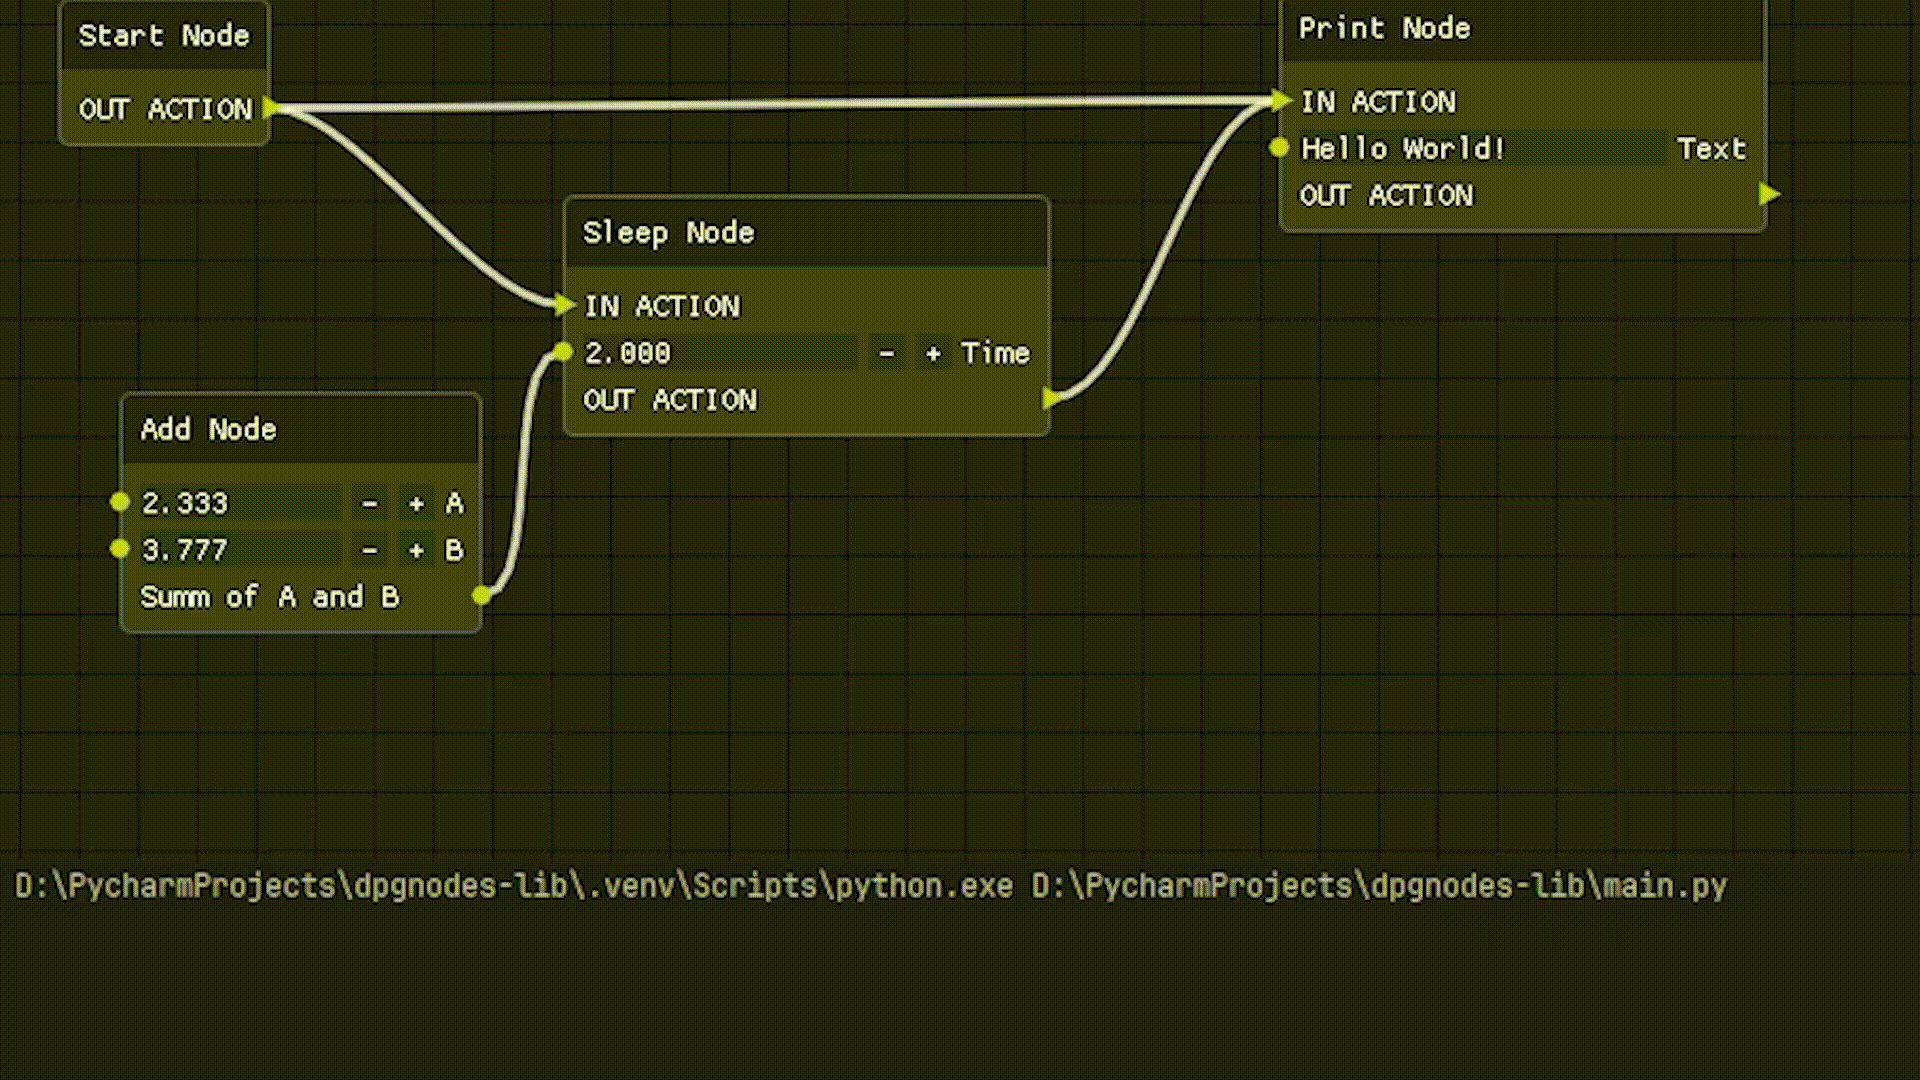 Start Node
OUT ACTION
Print Node
IN ACTION
Hello World! Text
OUT ACTION
Sleep Node
IN ACTION
2.000 - + Time
OUT ACTION
Add Node
2.333 - + A
3.777 - + B
Summ of A and B
D:\PycharmProjects\dpgnodes-lib\.venv\Scripts\python.exe D:\PycharmProjects\dpgnodes-lib\main.py